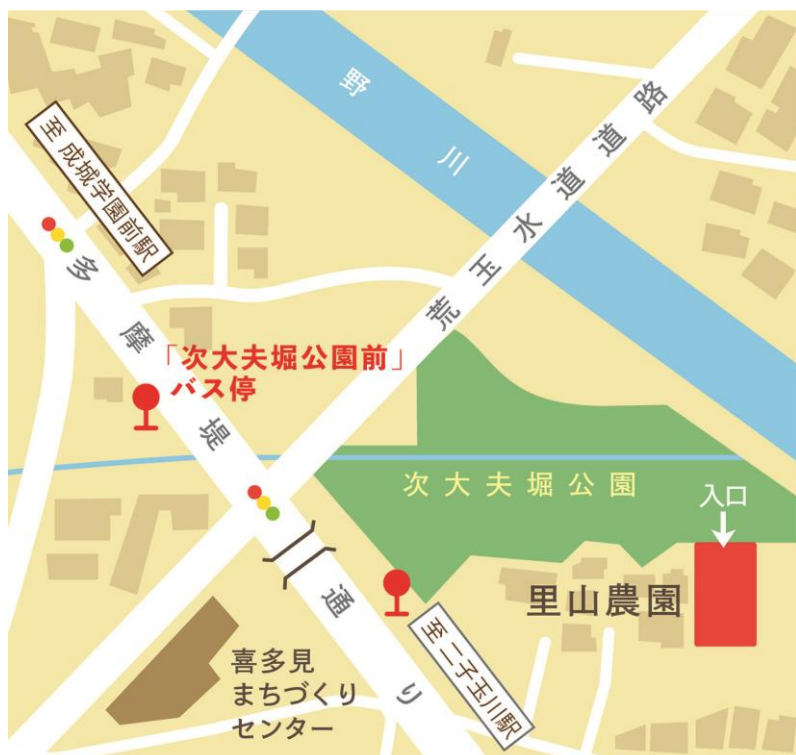 野川
荒玉水道道路
至 成城学園前駅
多摩堤通り
「次大夫堀公園前」
バス停
次大夫堀公園
入口
里山農園
至 二子玉川駅
喜多見
まちづくり
センター